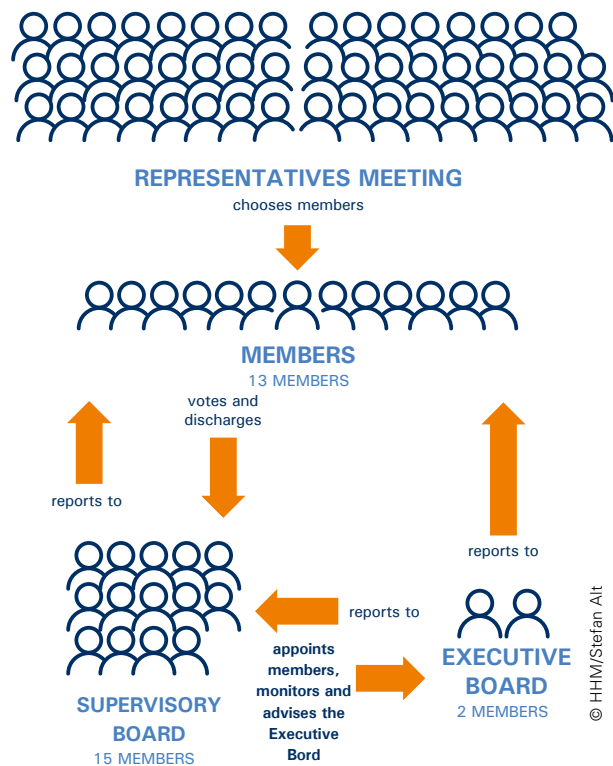 REPRESENTATIVES MEETING
chooses members
MEMBERS
13 MEMBERS
votes and
discharges
reports to
reports to
reports to
appoints
members,
monitors and
advises the
Executive
Bord
SUPERVISORY
BOARD
15 MEMBERS
EXECUTIVE
BOARD
2 MEMBERS
© HHM/Stefan Alt